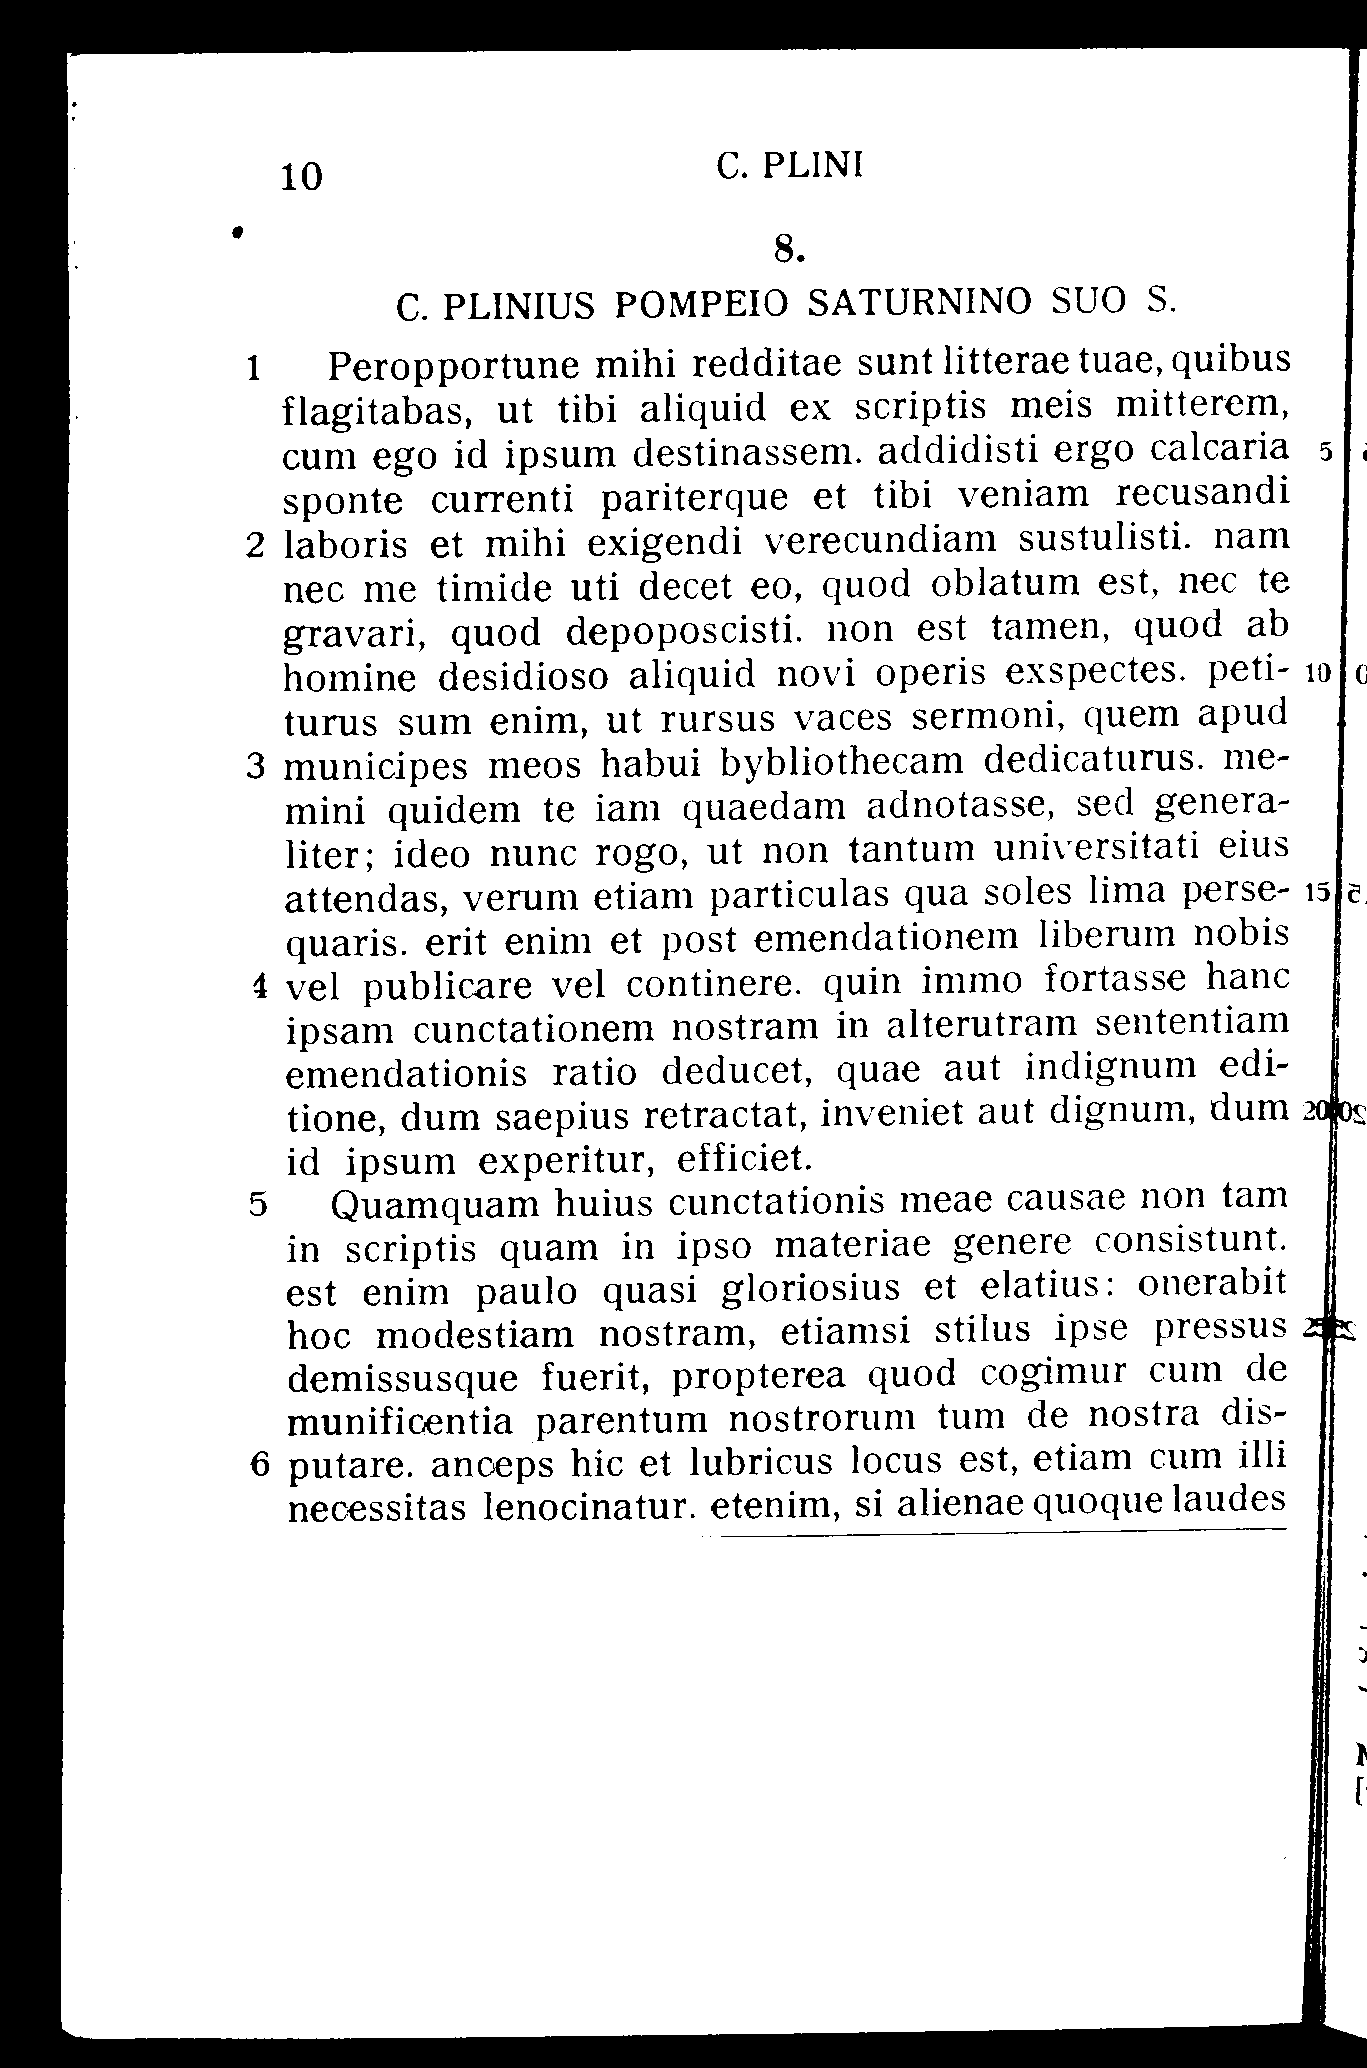 10 C. PLINI
8.
C. PLINIUS POMPEIO SATURNINO SUO S.
1 Peropportune mihi redditae sunt litterae tuae, quibus
flagitabas, ut tibi aliquid ex scriptis meis mitterem,
cum ego id ipsum destinassem. addidisti ergo calcaria 5
sponte currenti pariterque et tibi veniam recusandi
2 laboris et mihi exigendi verecundiam sustulisti. nam
nec me timide uti decet eo, quod oblatum est, nec te
gravari, quod depoposcisti. non est tamen, quod ab
homine desidioso aliquid novi operis exspectes. peti- 10
turus sum enim, ut rursus vaces sermoni, quem apud
3 municipes meos habui bybliothecam dedicaturus. me-
mini quidem te iam quaedam adnotasse, sed genera-
liter; ideo nunc rogo, ut non tantum universitati eius
attendas, verum etiam particulas qua soles lima perse- 15
quaris. erit enim et post emendationem liberum nobis
4 vel publicare vel continere. quin immo fortasse hanc
ipsam cunctationem nostram in alterutram sententiam
emendationis ratio deducet, quae aut indignum edi-
tione, dum saepius retractat, inveniet aut dignum, dum 20
id ipsum experitur, efficiet.
5 Quamquam huius cunctationis meae causae non tam
in scriptis quam in ipso materiae genere consistunt.
est enim paulo quasi gloriosius et elatius: onerabit
hoc modestiam nostram, etiamsi stilus ipse pressus
demissusque fuerit, propterea quod cogimur cum de
munificentia parentum nostrorum tum de nostra dis-
6 putare. anceps hic et lubricus locus est, etiam cum illi
necessitas lenocinatur. etenim, si alienae quoque laudes